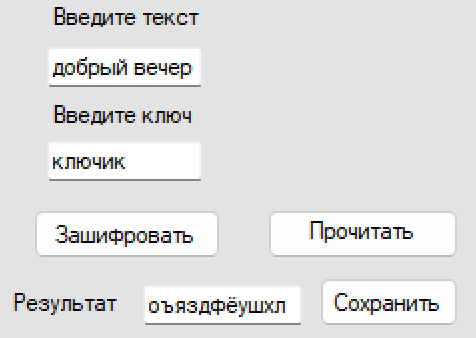 Введите текст
добрый вечер
Введите ключ
ключик
Зашифровать Прочитать
Результат оъяздфёушхл Сохранить